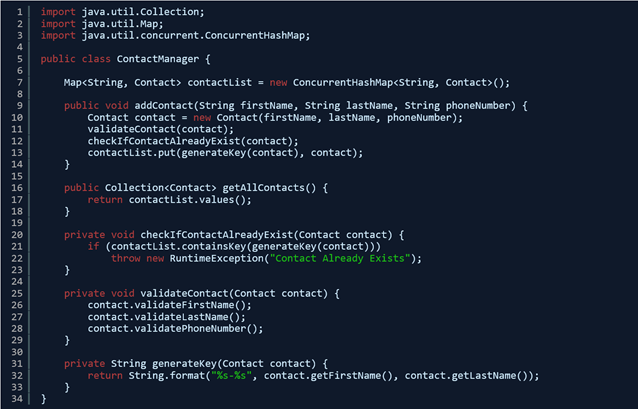 1 import java.util.Collection;
2 import java.util.Map;
3 import java.util.concurrent.ConcurrentHashMap;
4
5 public class ContactManager {
6
7     Map<String, Contact> contactList = new ConcurrentHashMap<String, Contact>();
8
9     public void addContact(String firstName, String lastName, String phoneNumber) {
10         Contact contact = new Contact(firstName, lastName, phoneNumber);
11         validateContact(contact);
12         checkIfContactAlreadyExist(contact);
13         contactList.put(generateKey(contact), contact);
14     }
15
16     public Collection<Contact> getAllContacts() {
17         return contactList.values();
18     }
19
20     private void checkIfContactAlreadyExist(Contact contact) {
21         if (contactList.containsKey(generateKey(contact)))
22             throw new RuntimeException("Contact Already Exists");
23     }
24
25     private void validateContact(Contact contact) {
26         contact.validateFirstName();
27         contact.validateLastName();
28         contact.validatePhoneNumber();
29     }
30
31     private String generateKey(Contact contact) {
32         return String.format("%s-%s", contact.getFirstName(), contact.getLastName());
33     }
34 }